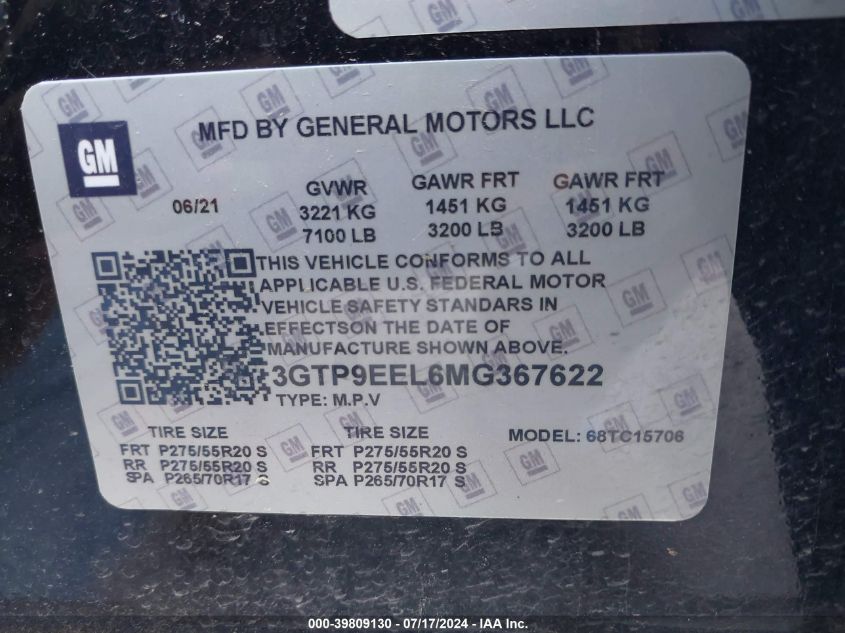 MFD BY GENERAL MOTORS LLC
GM
06/21
GVWR GAWR FRT GAWR FRT
3221 KG 1451 KG 1451 KG
7100 LB 3200 LB 3200 LB
THIS VEHICLE CONFORMS TO ALL
APPLICABLE U.S. FEDERAL MOTOR
VEHICLE SAFETY STANDARS IN
EFFECTSON THE DATE OF
MANUFACTURE SHOWN ABOVE.
3GTP9EEL6MG367622
TYPE: M.P.V
TIRE SIZE TIRE SIZE MODEL: 68TC15706
FRT P275/55R20 S FRT P275/55R20 S
RR P275/55R20 S RR P275/55R20 S
SPA P265/70R17 S SPA P265/70R17 S
000-39809130 - 07/17/2024 - IAA Inc.